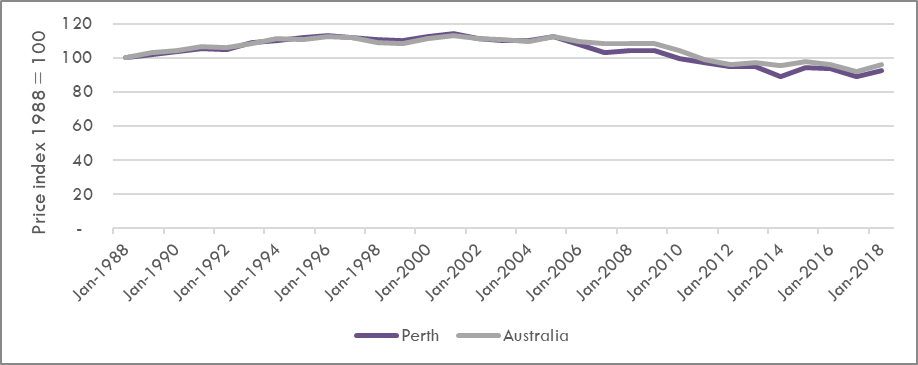 Price index 1988 = 100
120
100
80
60
40
20
-
Jan-1988
Jan-1990
Jan-1992
Jan-1994
Jan-1996
Jan-1998
Jan-2000
Jan-2002
Jan-2004
Jan-2006
Jan-2008
Jan-2010
Jan-2012
Jan-2014
Jan-2016
Jan-2018
Perth
Australia